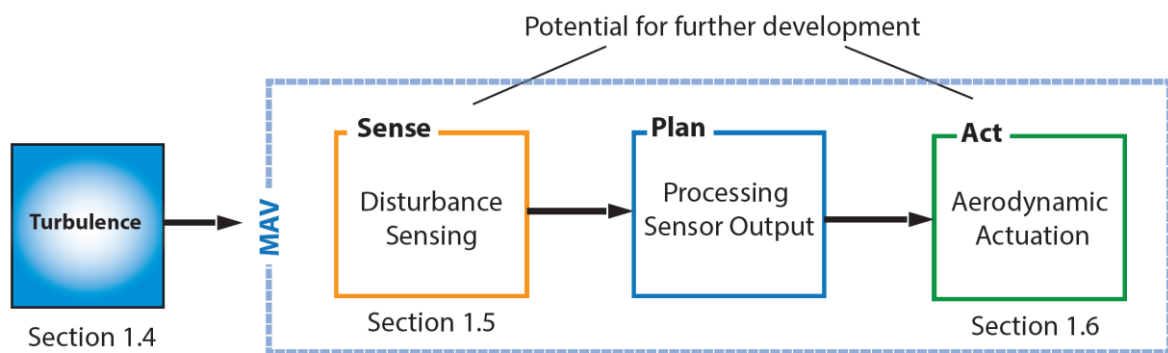 Potential for further development
Sense
Plan
Act
Turbulence
MAV
Disturbance
Sensing
Processing
Sensor Output
Aerodynamic
Actuation
Section 1.4
Section 1.5
Section 1.6